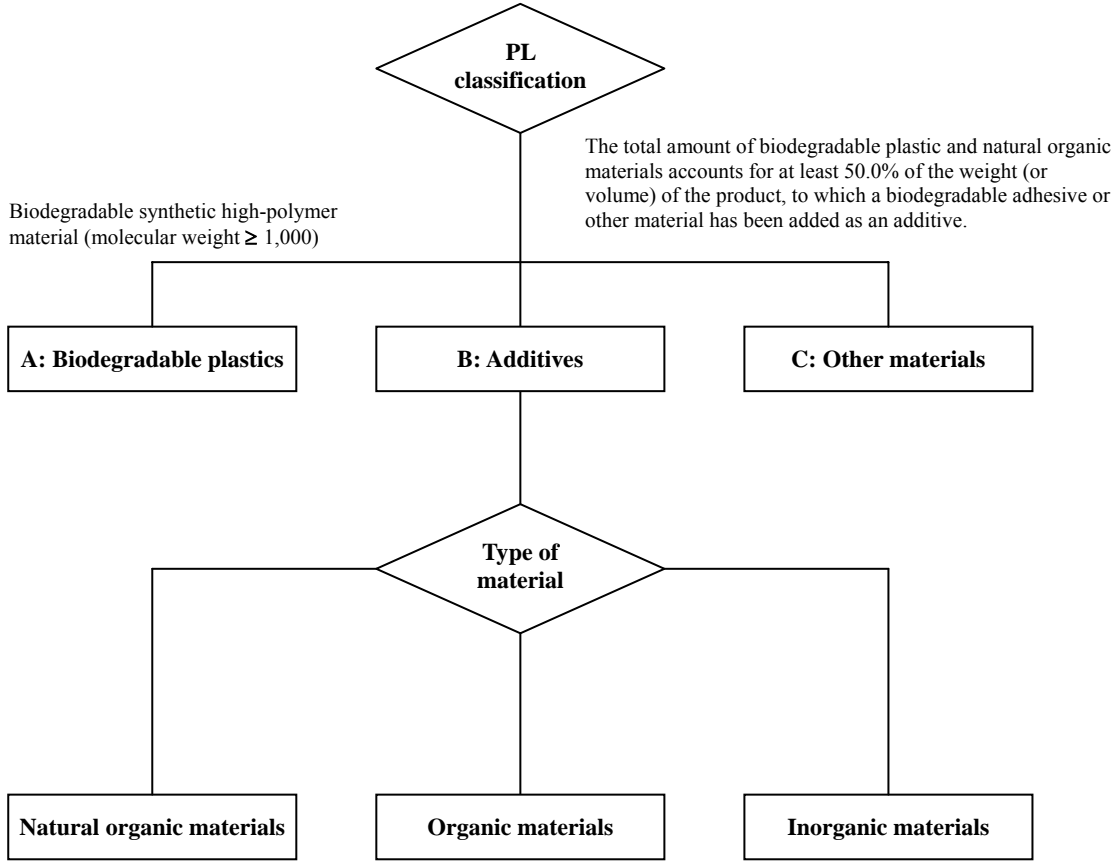 PL
classification
The total amount of biodegradable plastic and natural organic
materials accounts for at least 50.0% of the weight (or
volume) of the product, to which a biodegradable adhesive or
other material has been added as an additive.
Biodegradable synthetic high-polymer
material (molecular weight ≥ 1,000)
A: Biodegradable plastics
B: Additives
C: Other materials
Type of
material
Natural organic materials
Organic materials
Inorganic materials